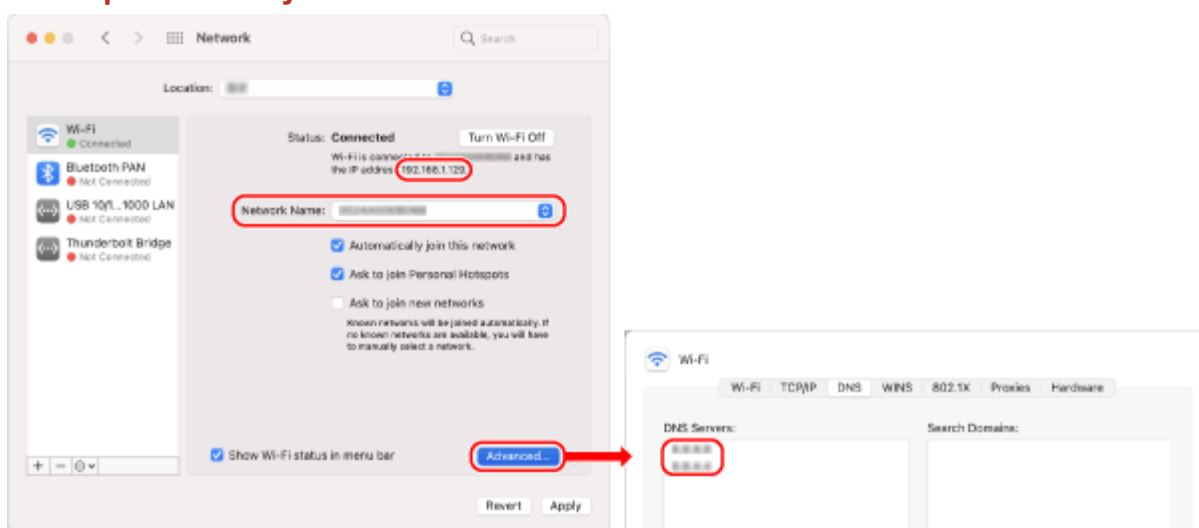 Network
Search
Location:
Wi-Fi
Connected
Bluetooth PAN
Not Connected
USB 10/1...1000 LAN
Not Connected
Thunderbolt Bridge
Not Connected
Status: Connected
Turn Wi-Fi Off
Wi-Fi is connected to and has
the IP address 192.168.1.120.
Network Name:
Automatically join this network
Ask to join Personal Hotspots
Ask to join new networks
Known networks will be joined automatically. If
no known networks are available, you will have
to manually select a network.
Show Wi-Fi status in menu bar
Advanced...
Revert Apply
Wi-Fi
Wi-Fi TCP/IP DNS WINS 802.1X Proxies Hardware
DNS Servers:
Search Domains: